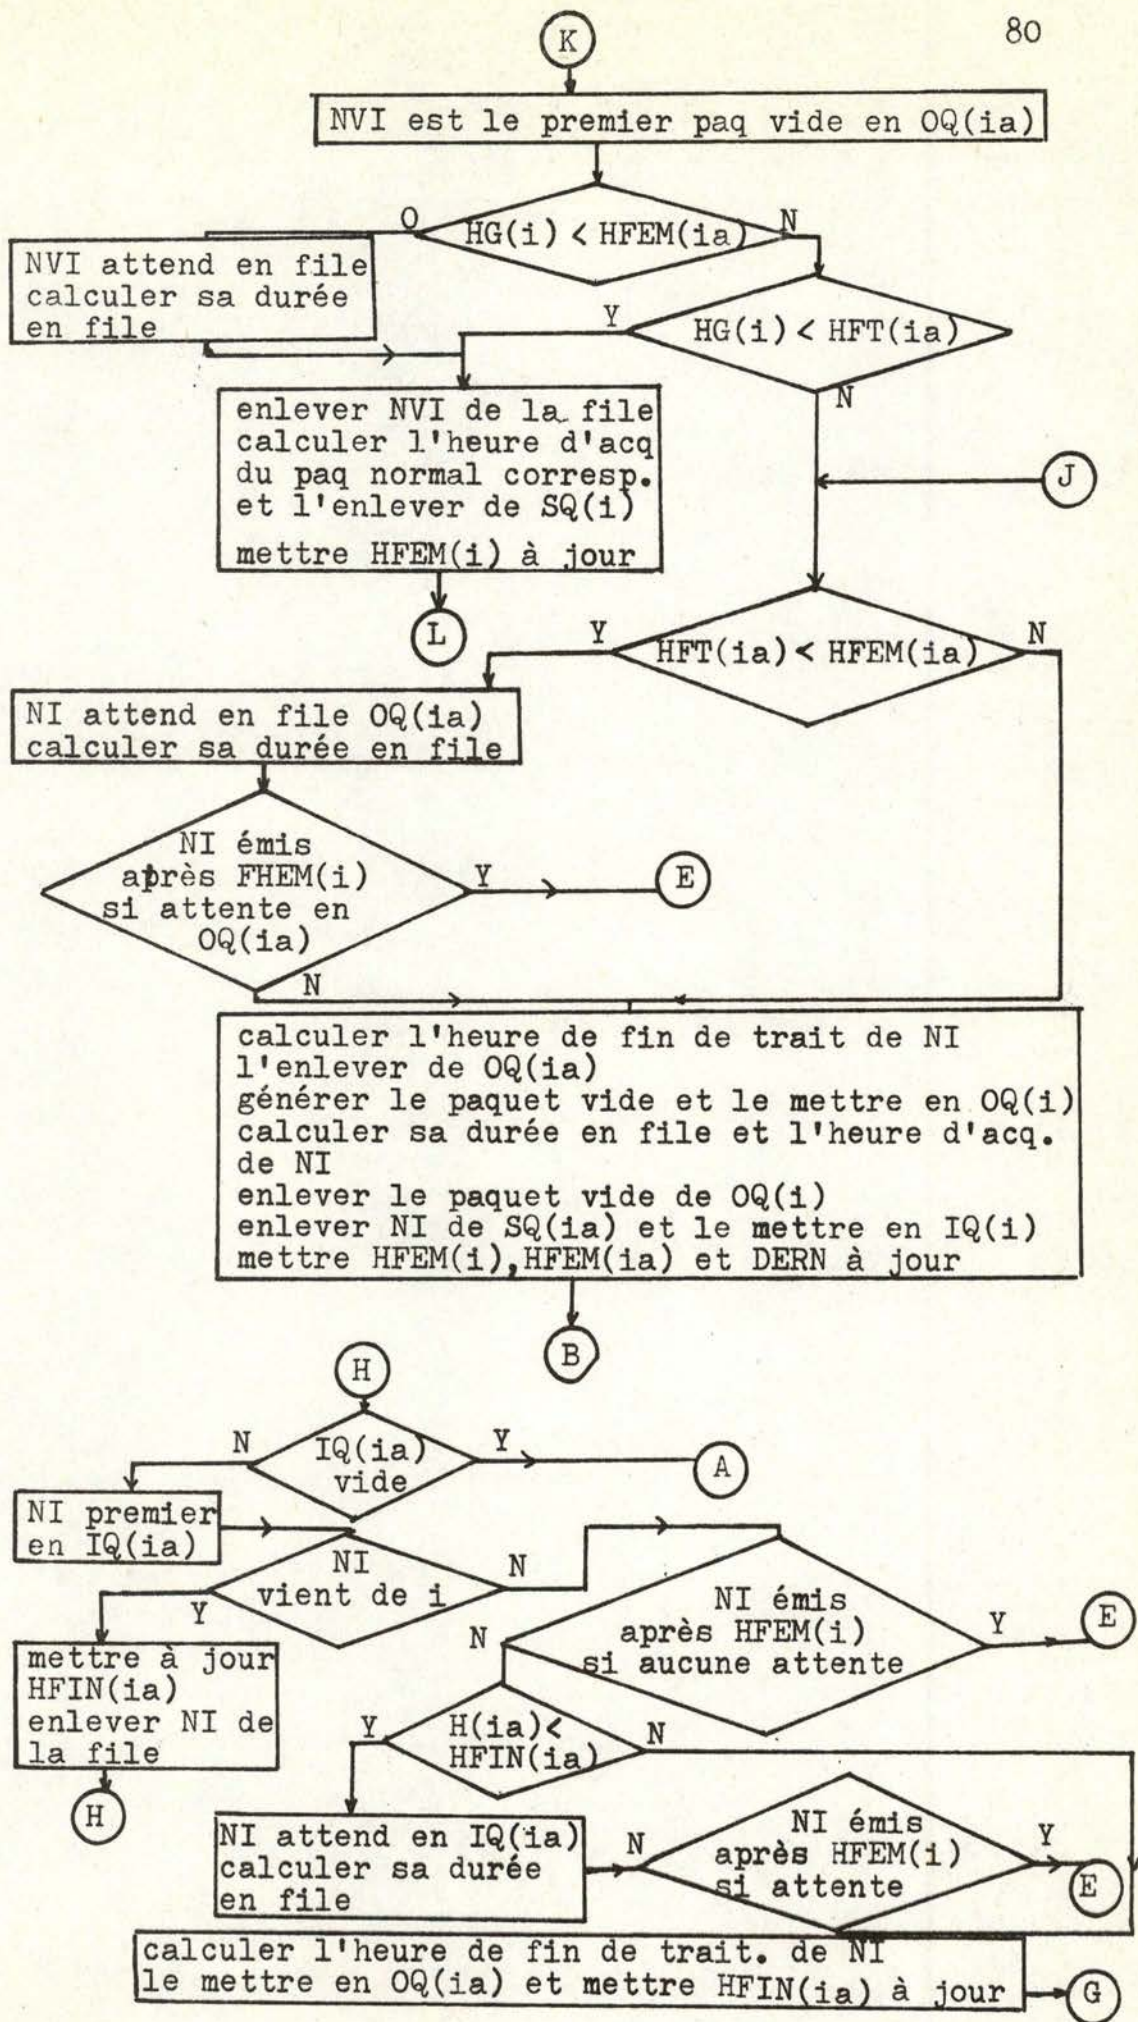 80
K
NVI est le premier paq vide en OQ(ia)
O
HG(i) < HFEM(ia)
N
NVI attend en file
calculer sa durée
en file
Y
HG(i) < HFT(ia)
N
enlever NVI de la file
calculer l'heure d'acq
du paq normal corresp.
et l'enlever de SQ(i)
mettre HFEM(i) à jour
J
L
Y
HFT(ia) < HFEM(ia)
N
NI attend en file OQ(ia)
calculer sa durée en file
NI émis
après FHEM(i)
si attente en
OQ(ia)
Y
E
N
calculer l'heure de fin de trait de NI
l'enlever de OQ(ia)
générer le paquet vide et le mettre en OQ(i)
calculer sa durée en file et l'heure d'acq.
de NI
enlever le paquet vide de OQ(i)
enlever NI de SQ(ia) et le mettre en IQ(i)
mettre HFEM(i),HFEM(ia) et DERN à jour
B
H
N
IQ(ia)
vide
Y
A
NI premier
en IQ(ia)
NI
vient de i
N
Y
NI émis
après HFEM(i)
si aucune attente
Y
E
N
mettre à jour
HFIN(ia)
enlever NI de
la file
H
Y
H(ia)<
HFIN(ia)
N
NI attend en IQ(ia)
calculer sa durée
en file
N
NI émis
après HFEM(i)
si attente
Y
E
calculer l'heure de fin de trait. de NI
le mettre en OQ(ia) et mettre HFIN(ia) à jour
G